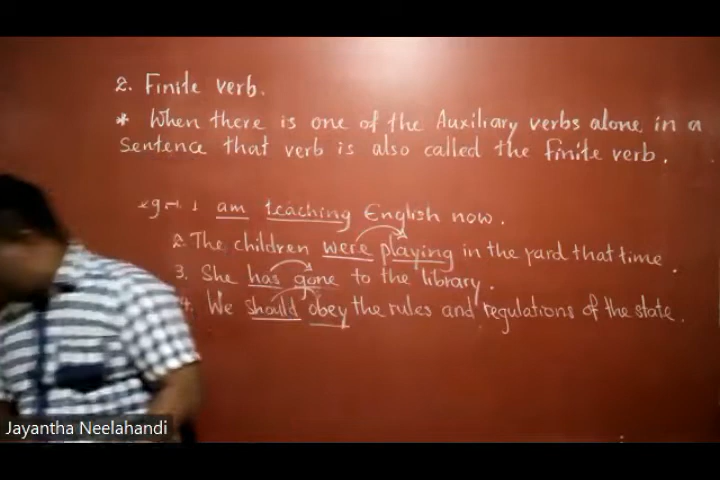 2. Finite verb.
* When there is one of the Auxiliary verbs alone in a
sentence that verb is also called the finite verb.
eg:-1. I am teaching English now.
2. The children were playing in the yard that time.
3. She has gone to the library.
4. We should obey the rules and regulations of the state.
Jayantha Neelahandi